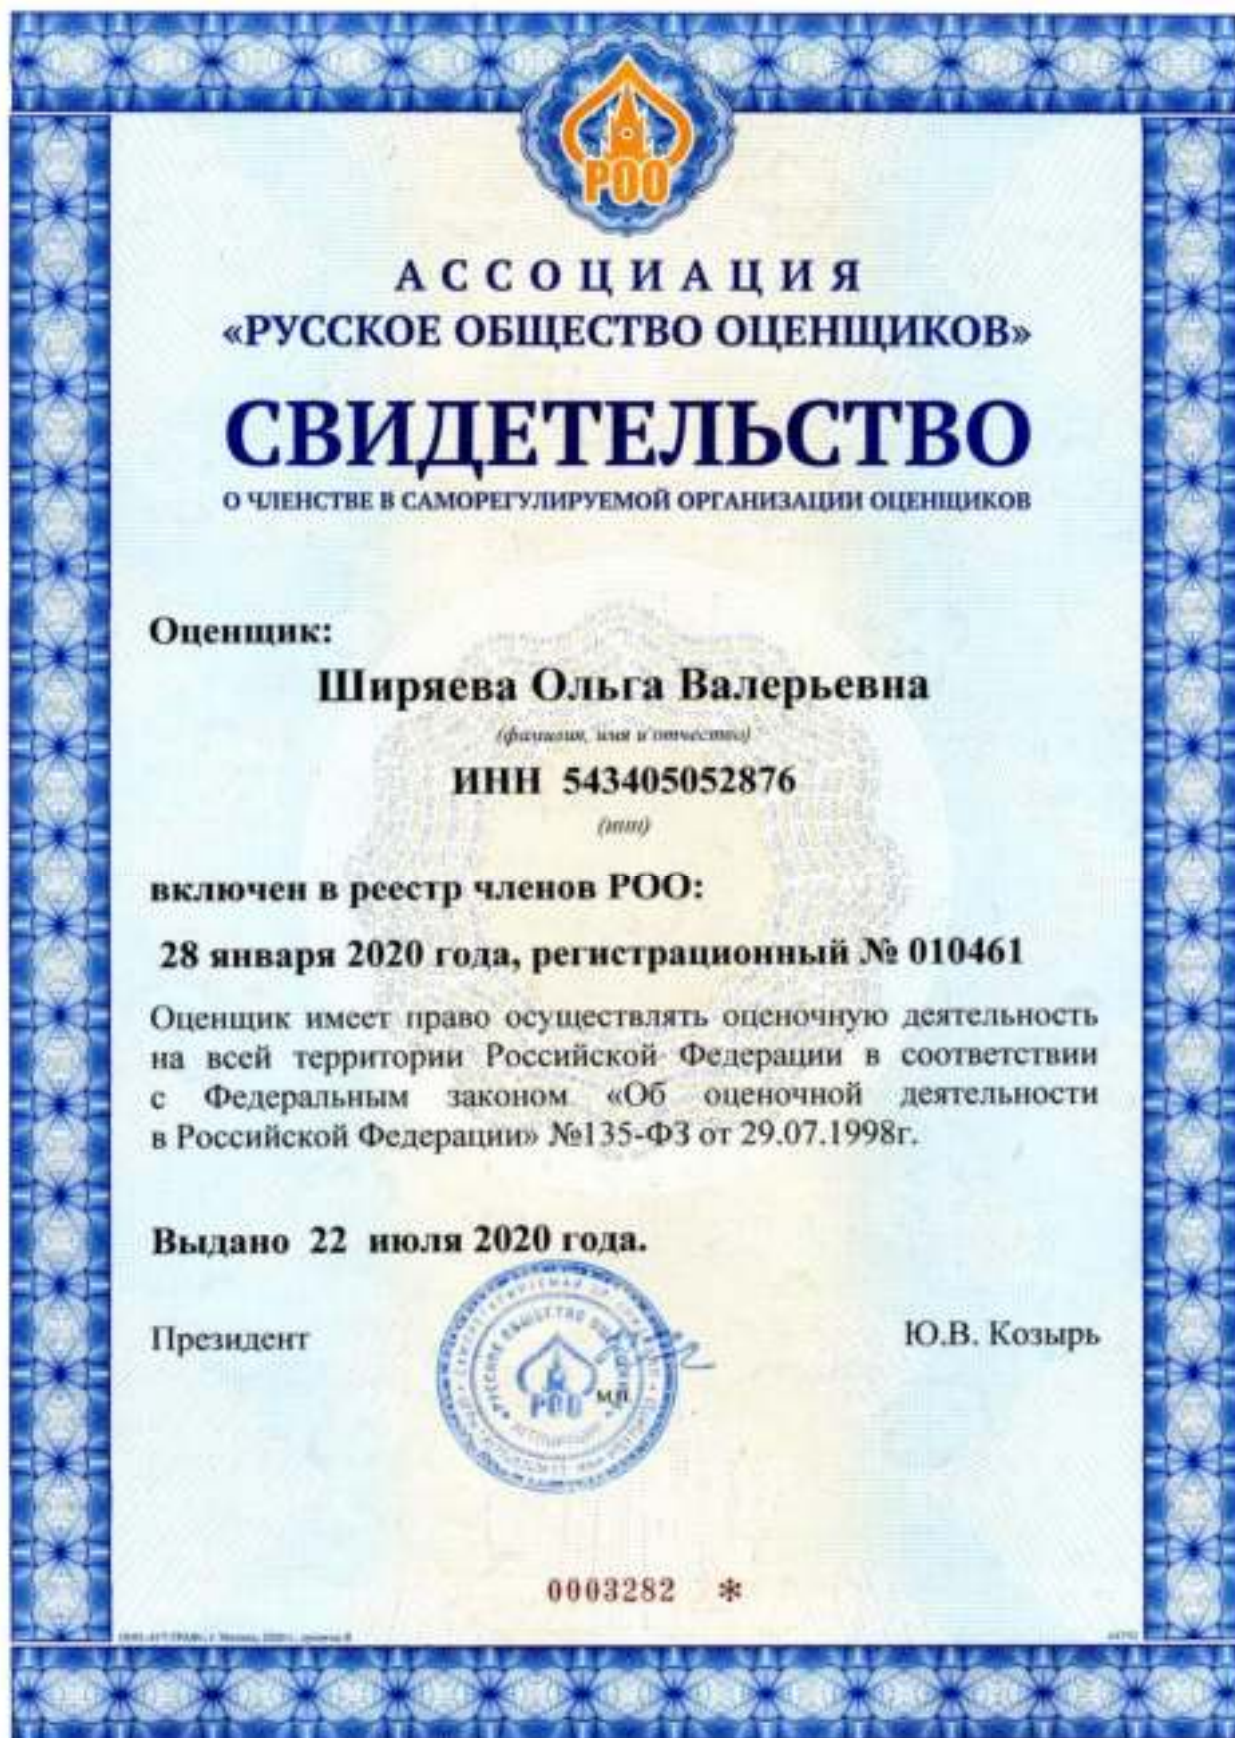 РОО
АССОЦИАЦИЯ
«РУССКОЕ ОБЩЕСТВО ОЦЕНЩИКОВ»
СВИДЕТЕЛЬСТВО
О ЧЛЕНСТВЕ В САМОРЕГУЛИРУЕМОЙ ОРГАНИЗАЦИИ ОЦЕНЩИКОВ
Оценщик:
Ширяева Ольга Валерьевна
(фамилия, имя и отчество)
ИНН 543405052876
(инн)
включен в реестр членов РОО:
28 января 2020 года, регистрационный № 010461
Оценщик имеет право осуществлять оценочную деятельность
на всей территории Российской Федерации в соответствии
с Федеральным законом «Об оценочной деятельности
в Российской Федерации» №135-ФЗ от 29.07.1998г.
Выдано 22 июля 2020 года.
Президент
РУССКОЕ ОБЩЕСТВО
РОО
М.П.
Ю.В. Козырь
0003282 *